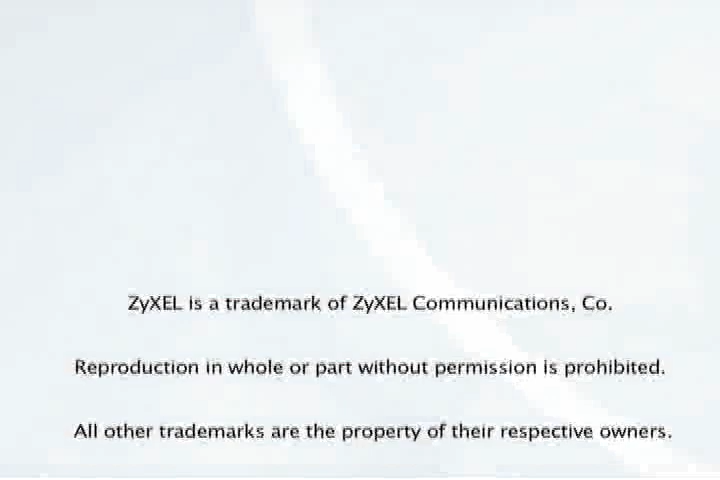 ZyXEL is a trademark of ZyXEL Communications, Co.
Reproduction in whole or part without permission is prohibited.
All other trademarks are the property of their respective owners.